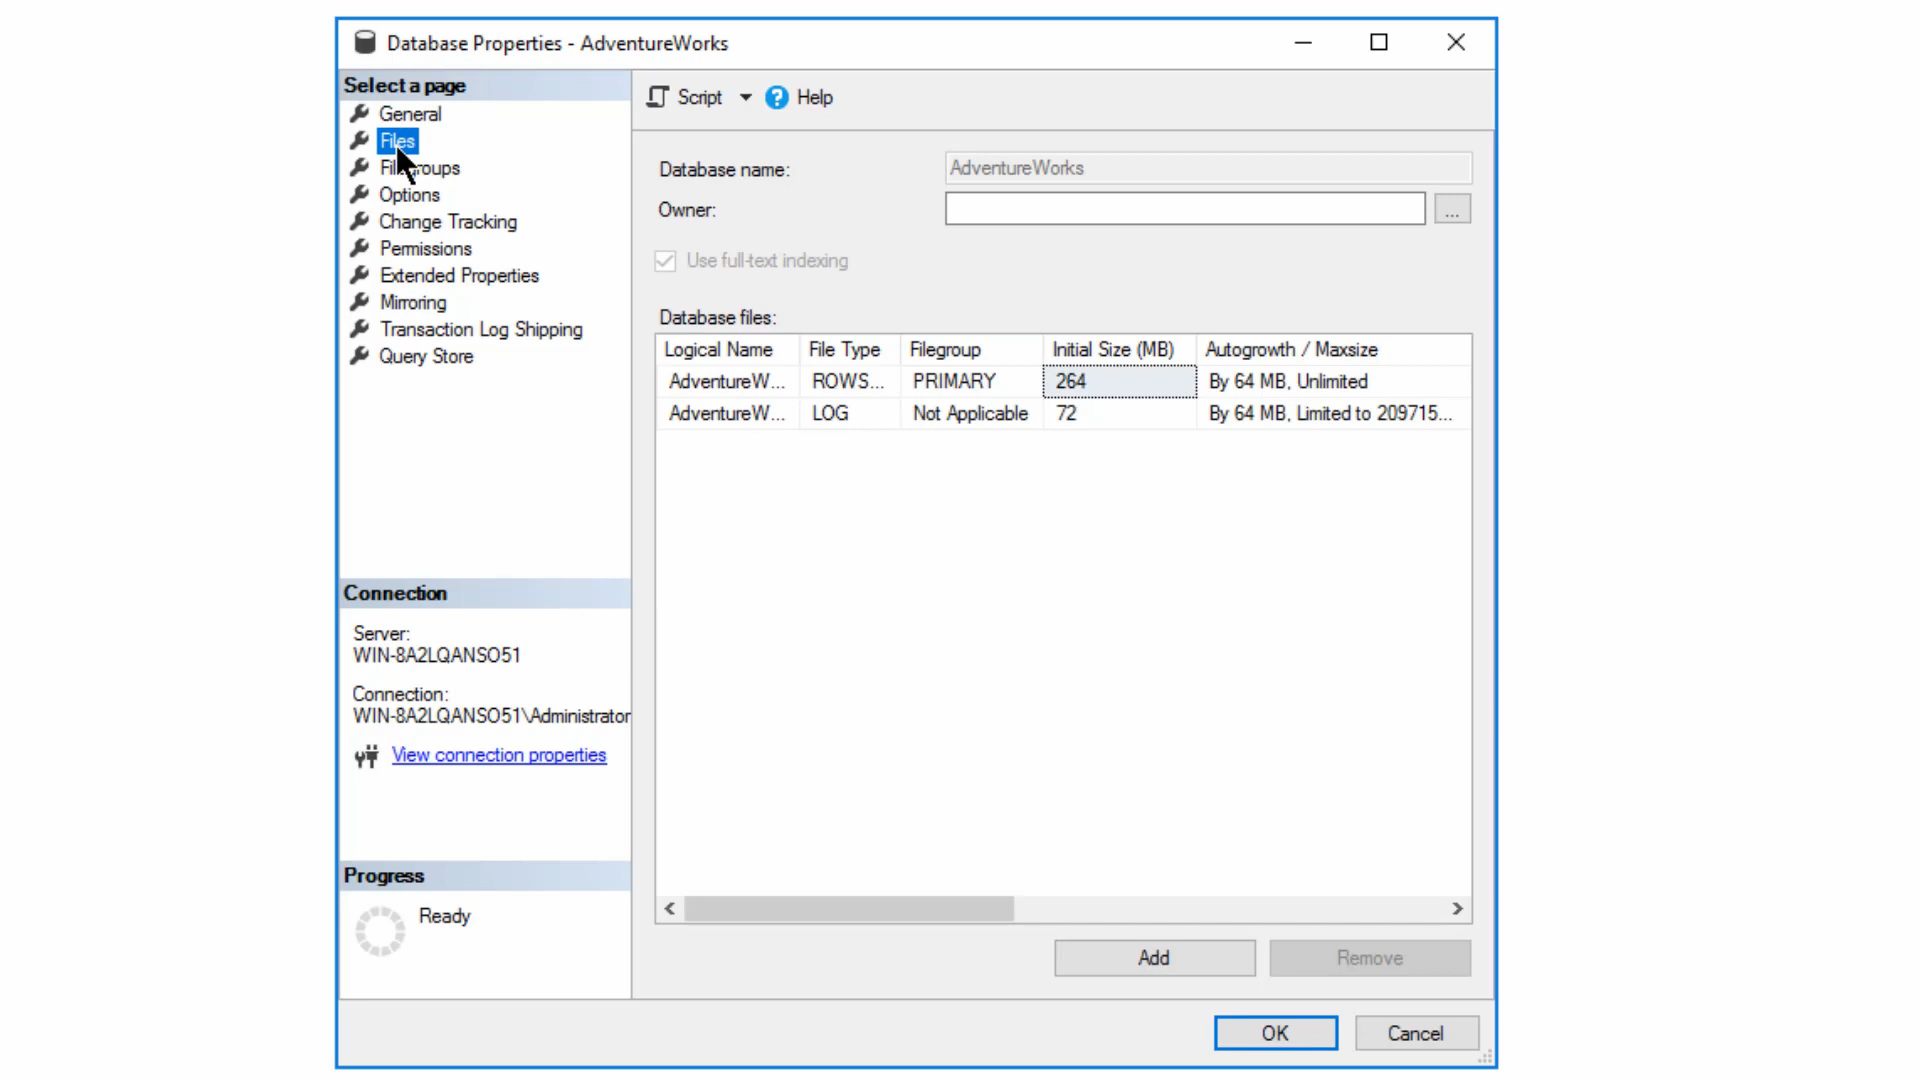 Database Properties - AdventureWorks
Select a page
General
Files
Filegroups
Options
Change Tracking
Permissions
Extended Properties
Mirroring
Transaction Log Shipping
Query Store
Connection
Server:
WIN-8A2LQANSO51
Connection:
WIN-8A2LQANSO51\Administrator
View connection properties
Progress
Ready
Script ? Help
Database name: AdventureWorks
Owner: ...
Use full-text indexing
Database files:
Logical Name File Type Filegroup Initial Size (MB) Autogrowth / Maxsize
AdventureW... ROWS... PRIMARY 264 By 64 MB, Unlimited
AdventureW... LOG Not Applicable 72 By 64 MB, Limited to 209715...
Add Remove
OK Cancel